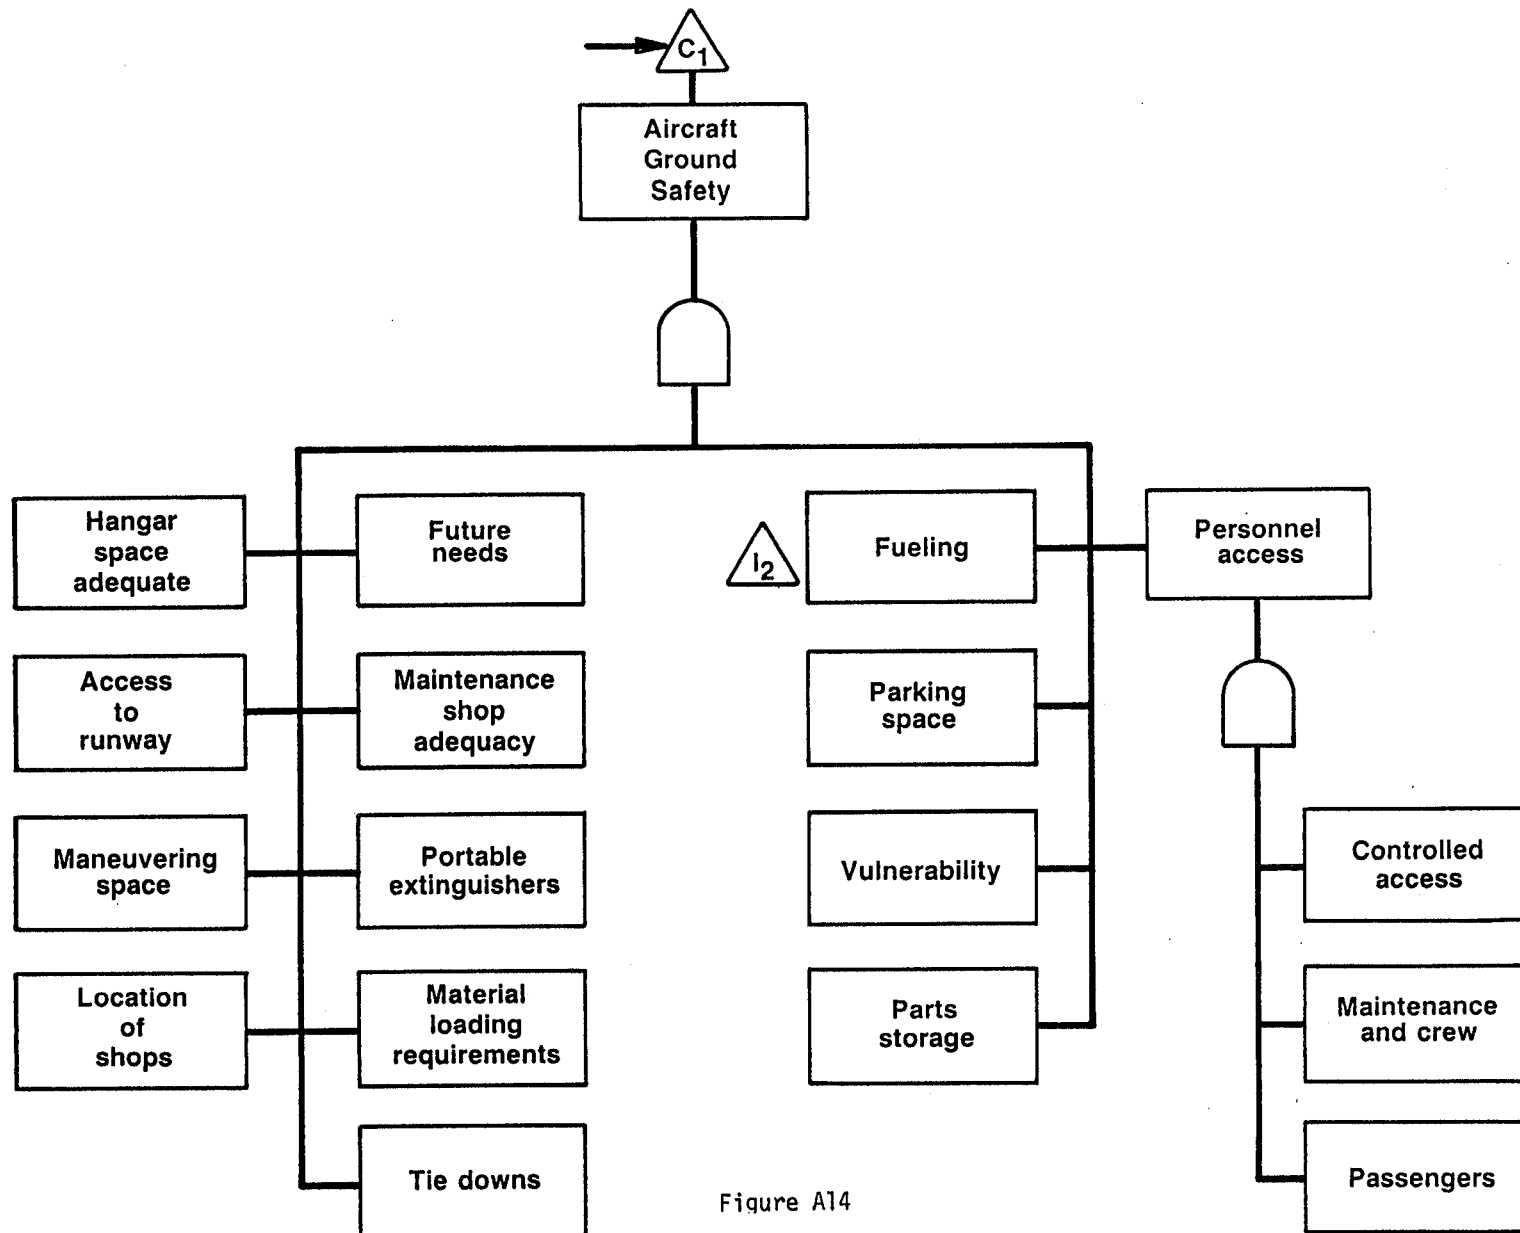 C1
Aircraft
Ground
Safety
Hangar
space
adequate
Future
needs
I2
Fueling
Personnel
access
Access
to
runway
Maintenance
shop
adequacy
Parking
space
Maneuvering
space
Portable
extinguishers
Vulnerability
Controlled
access
Location
of
shops
Material
loading
requirements
Parts
storage
Maintenance
and crew
Tie downs
Passengers
Figure A14